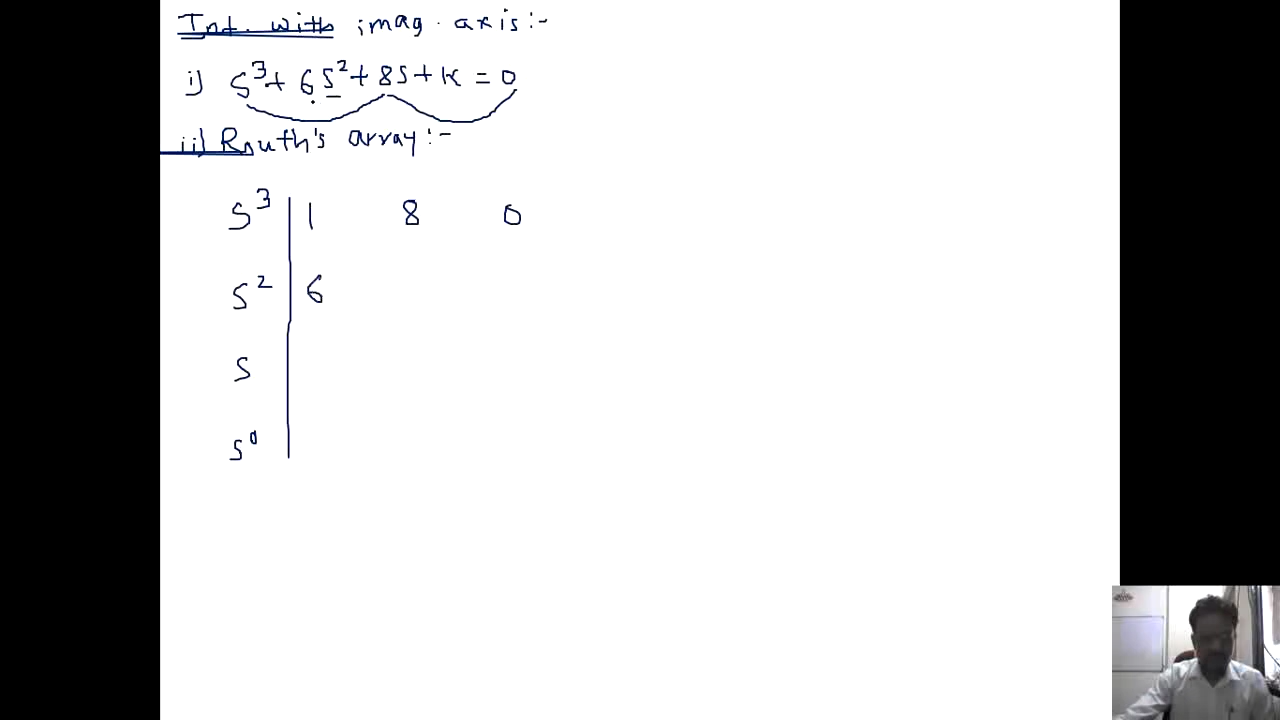 Int. with imag. axis:-
i) S³ + 6S² + 8S + K = 0
ii) Routh's array:-
S³ | 1 8 0
S² | 6
S |
S⁰ |